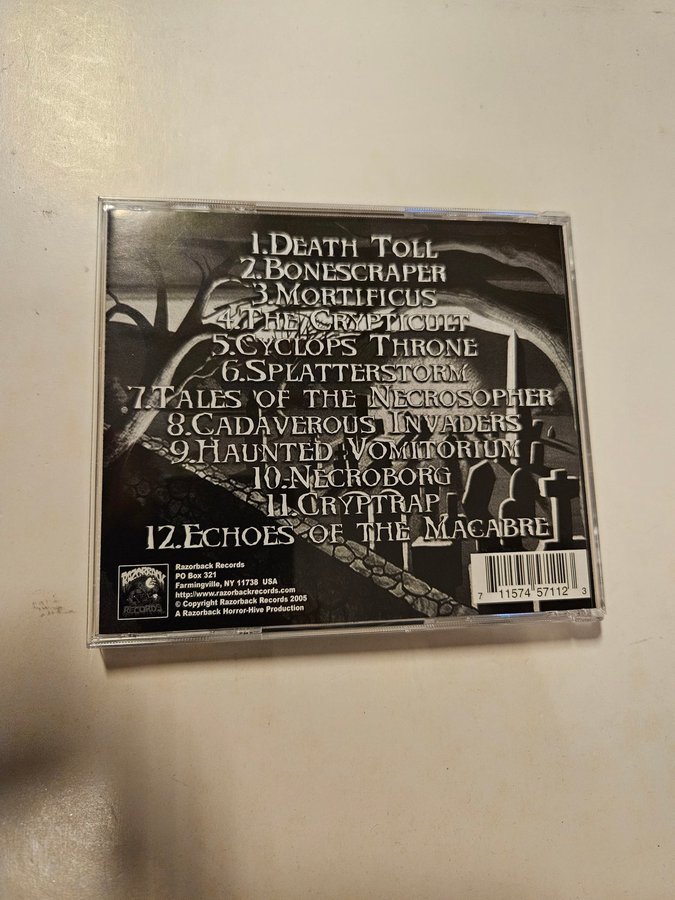 1.Death Toll
2.Bonescraper
3.Mortificus
4.The Crypticult
5.Cyclops Throne
6.Splatterstorm
7.Tales of the Necrosopher
8.Cadaverous Invaders
9.Haunted Vomitorium
10.Necroborg
11.Cryptrap
12.Echoes of the Macabre
RAZORBACK
RECORDS
Razorback Records
PO Box 321
Farmingville, NY 11738 USA
http://www.razorbackrecords.com
© Copyright Razorback Records 2005
A Razorback Horror-Hive Production
7 11574 57112 3